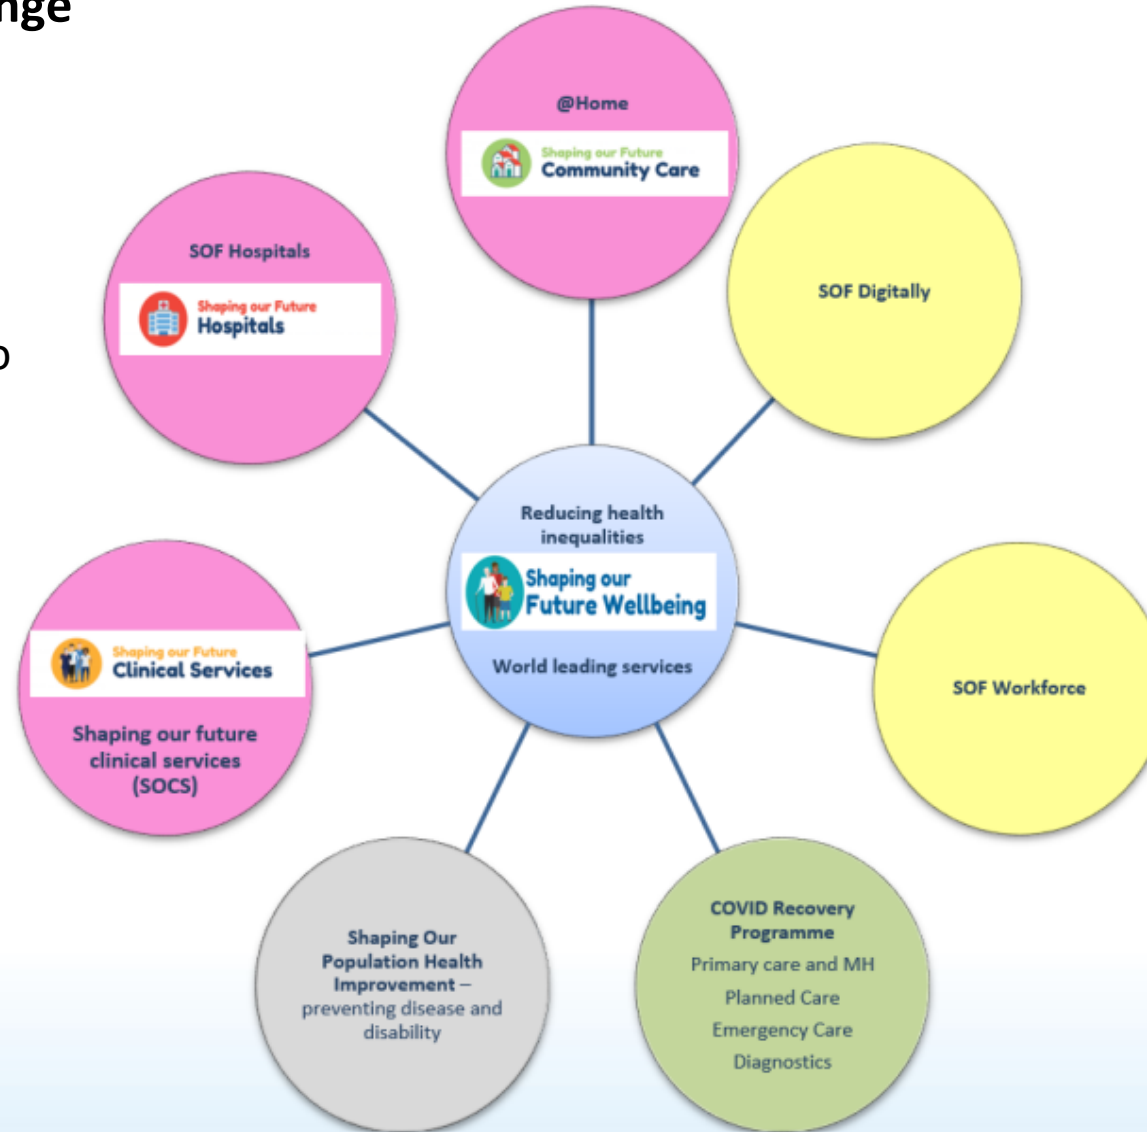 nge
@Home
Shaping our Future
Community Care
SOF Hospitals
Shaping our Future
Hospitals
SOF Digitally
o
Reducing health
inequalities
Shaping our
Future Wellbeing
World leading services
Shaping our Future
Clinical Services
Shaping our future
clinical services
(SOCS)
SOF Workforce
Shaping Our
Population Health
Improvement –
preventing disease and
disability
COVID Recovery
Programme
Primary care and MH
Planned Care
Emergency Care
Diagnostics